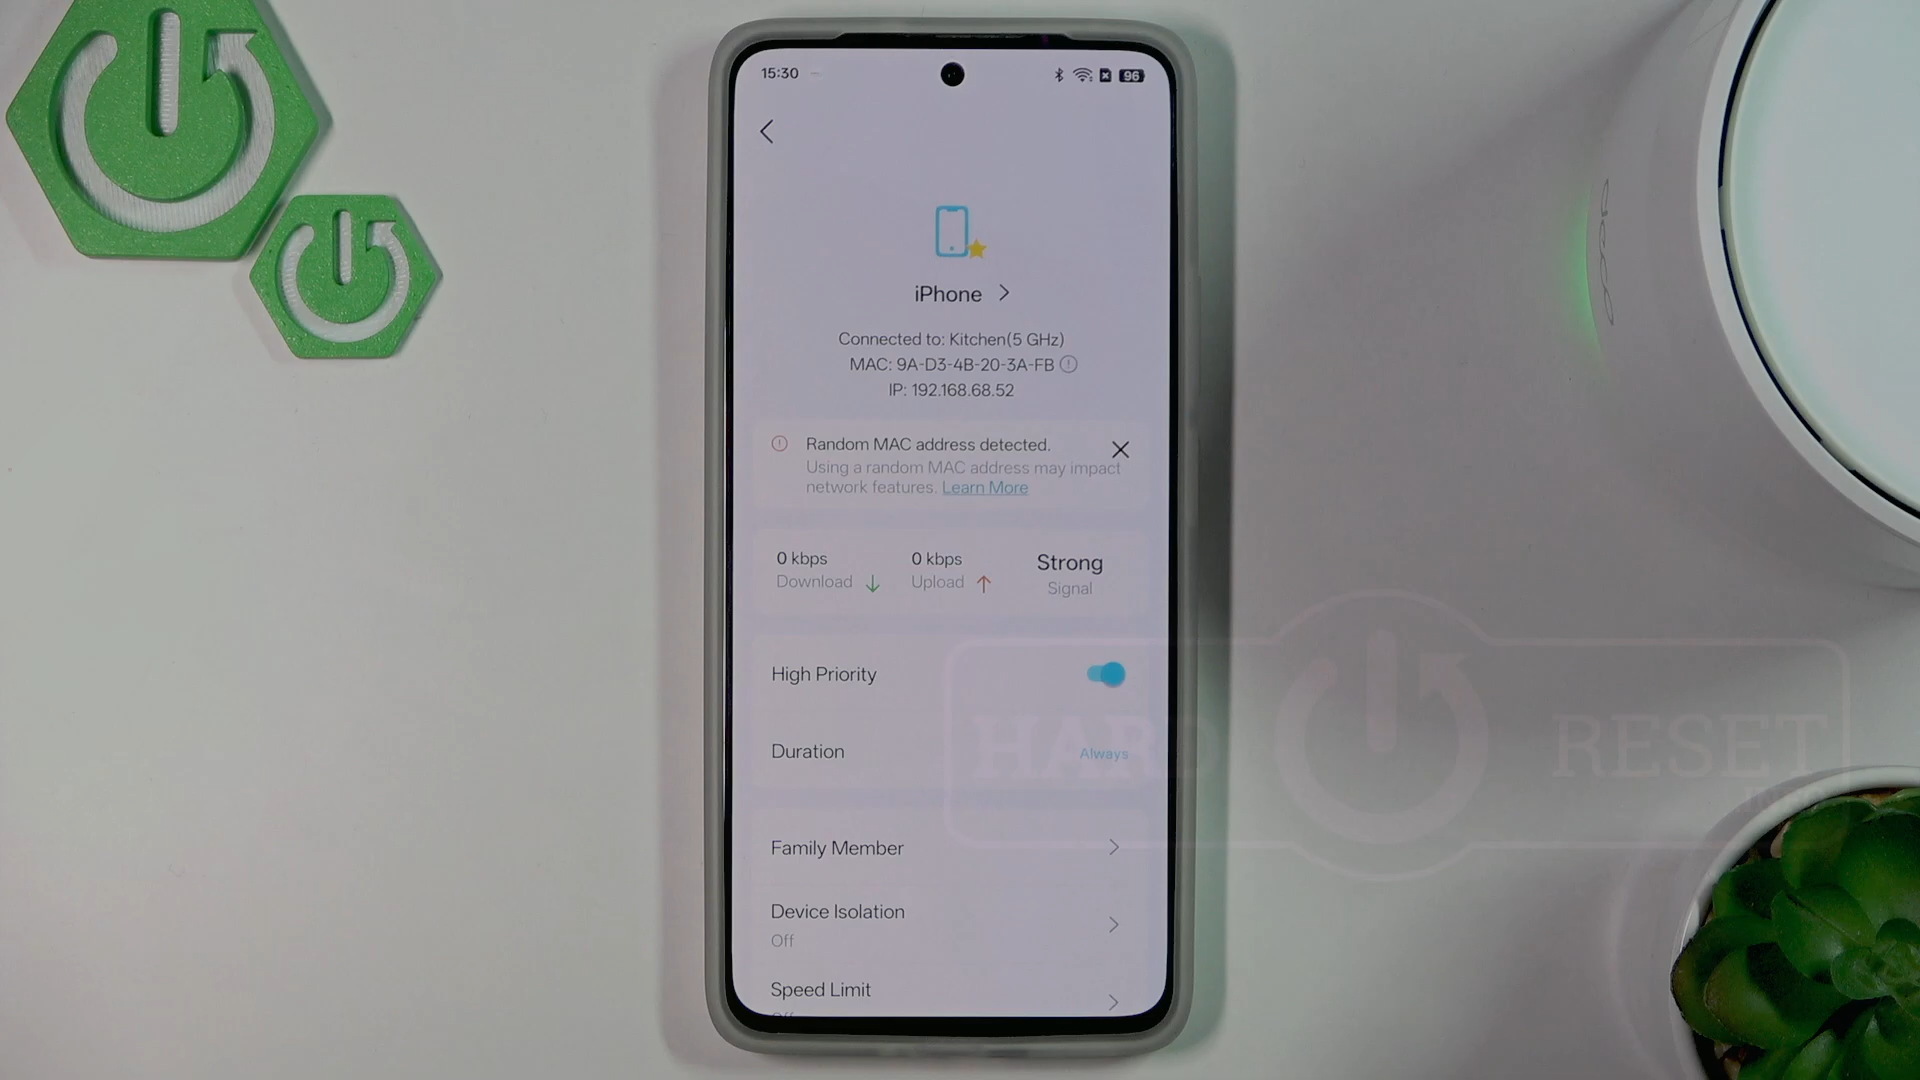 15:30
96
iPhone
Connected to: Kitchen(5 GHz)
MAC: 9A-D3-4B-20-3A-FB
IP: 192.168.68.52
Random MAC address detected.
Using a random MAC address may impact
network features. Learn More
0 kbps
Download
0 kbps
Upload
Strong
Signal
High Priority
Duration
Always
Family Member
Device Isolation
Off
Speed Limit
HARD RESET
deco